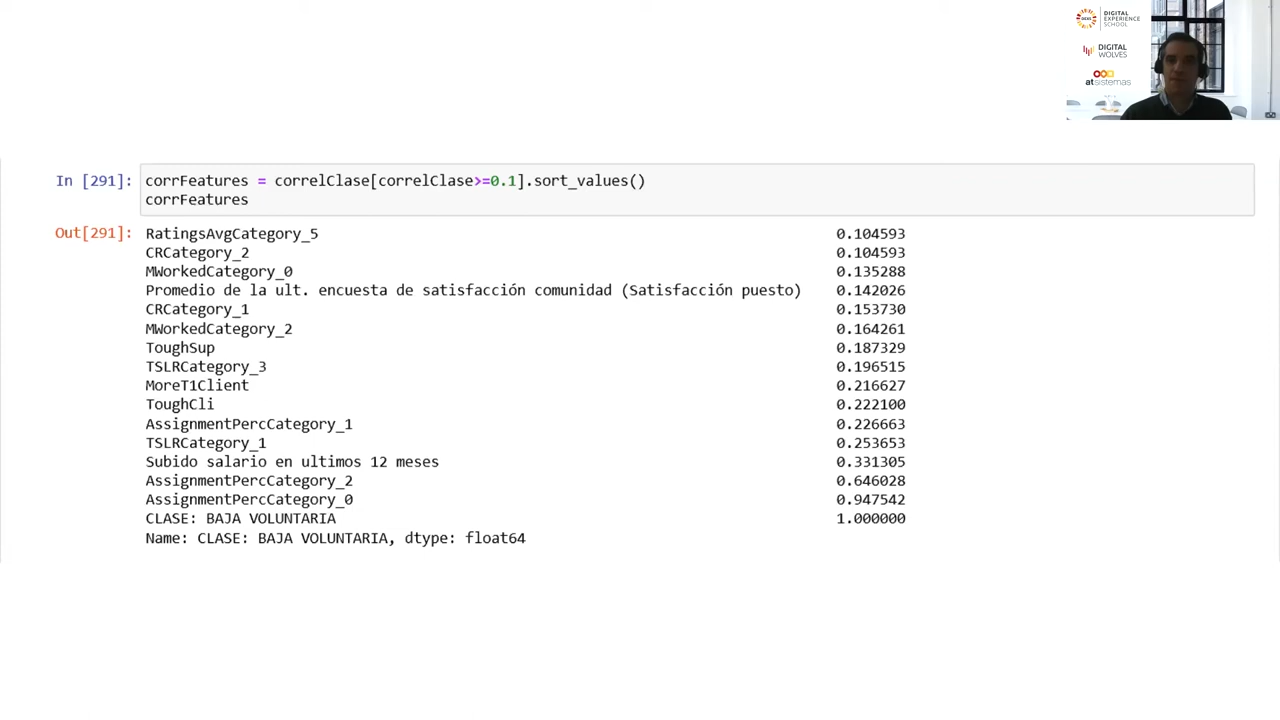 DIGITAL
EXPERIENCE
SCHOOL
DIGITAL
WOLVES
atsistemas
In [291]: corrFeatures = correlClase[correlClase>=0.1].sort_values()
corrFeatures
Out[291]: RatingsAvgCategory_5 0.104593
CRCategory_2 0.104593
MWorkedCategory_0 0.135288
Promedio de la ult. encuesta de satisfacción comunidad (Satisfacción puesto) 0.142026
CRCategory_1 0.153730
MWorkedCategory_2 0.164261
ToughSup 0.187329
TSLRCategory_3 0.196515
MoreT1Client 0.216627
ToughCli 0.222100
AssignmentPercCategory_1 0.226663
TSLRCategory_1 0.253653
Subido salario en ultimos 12 meses 0.331305
AssignmentPercCategory_2 0.646028
AssignmentPercCategory_0 0.947542
CLASE: BAJA VOLUNTARIA 1.000000
Name: CLASE: BAJA VOLUNTARIA, dtype: float64